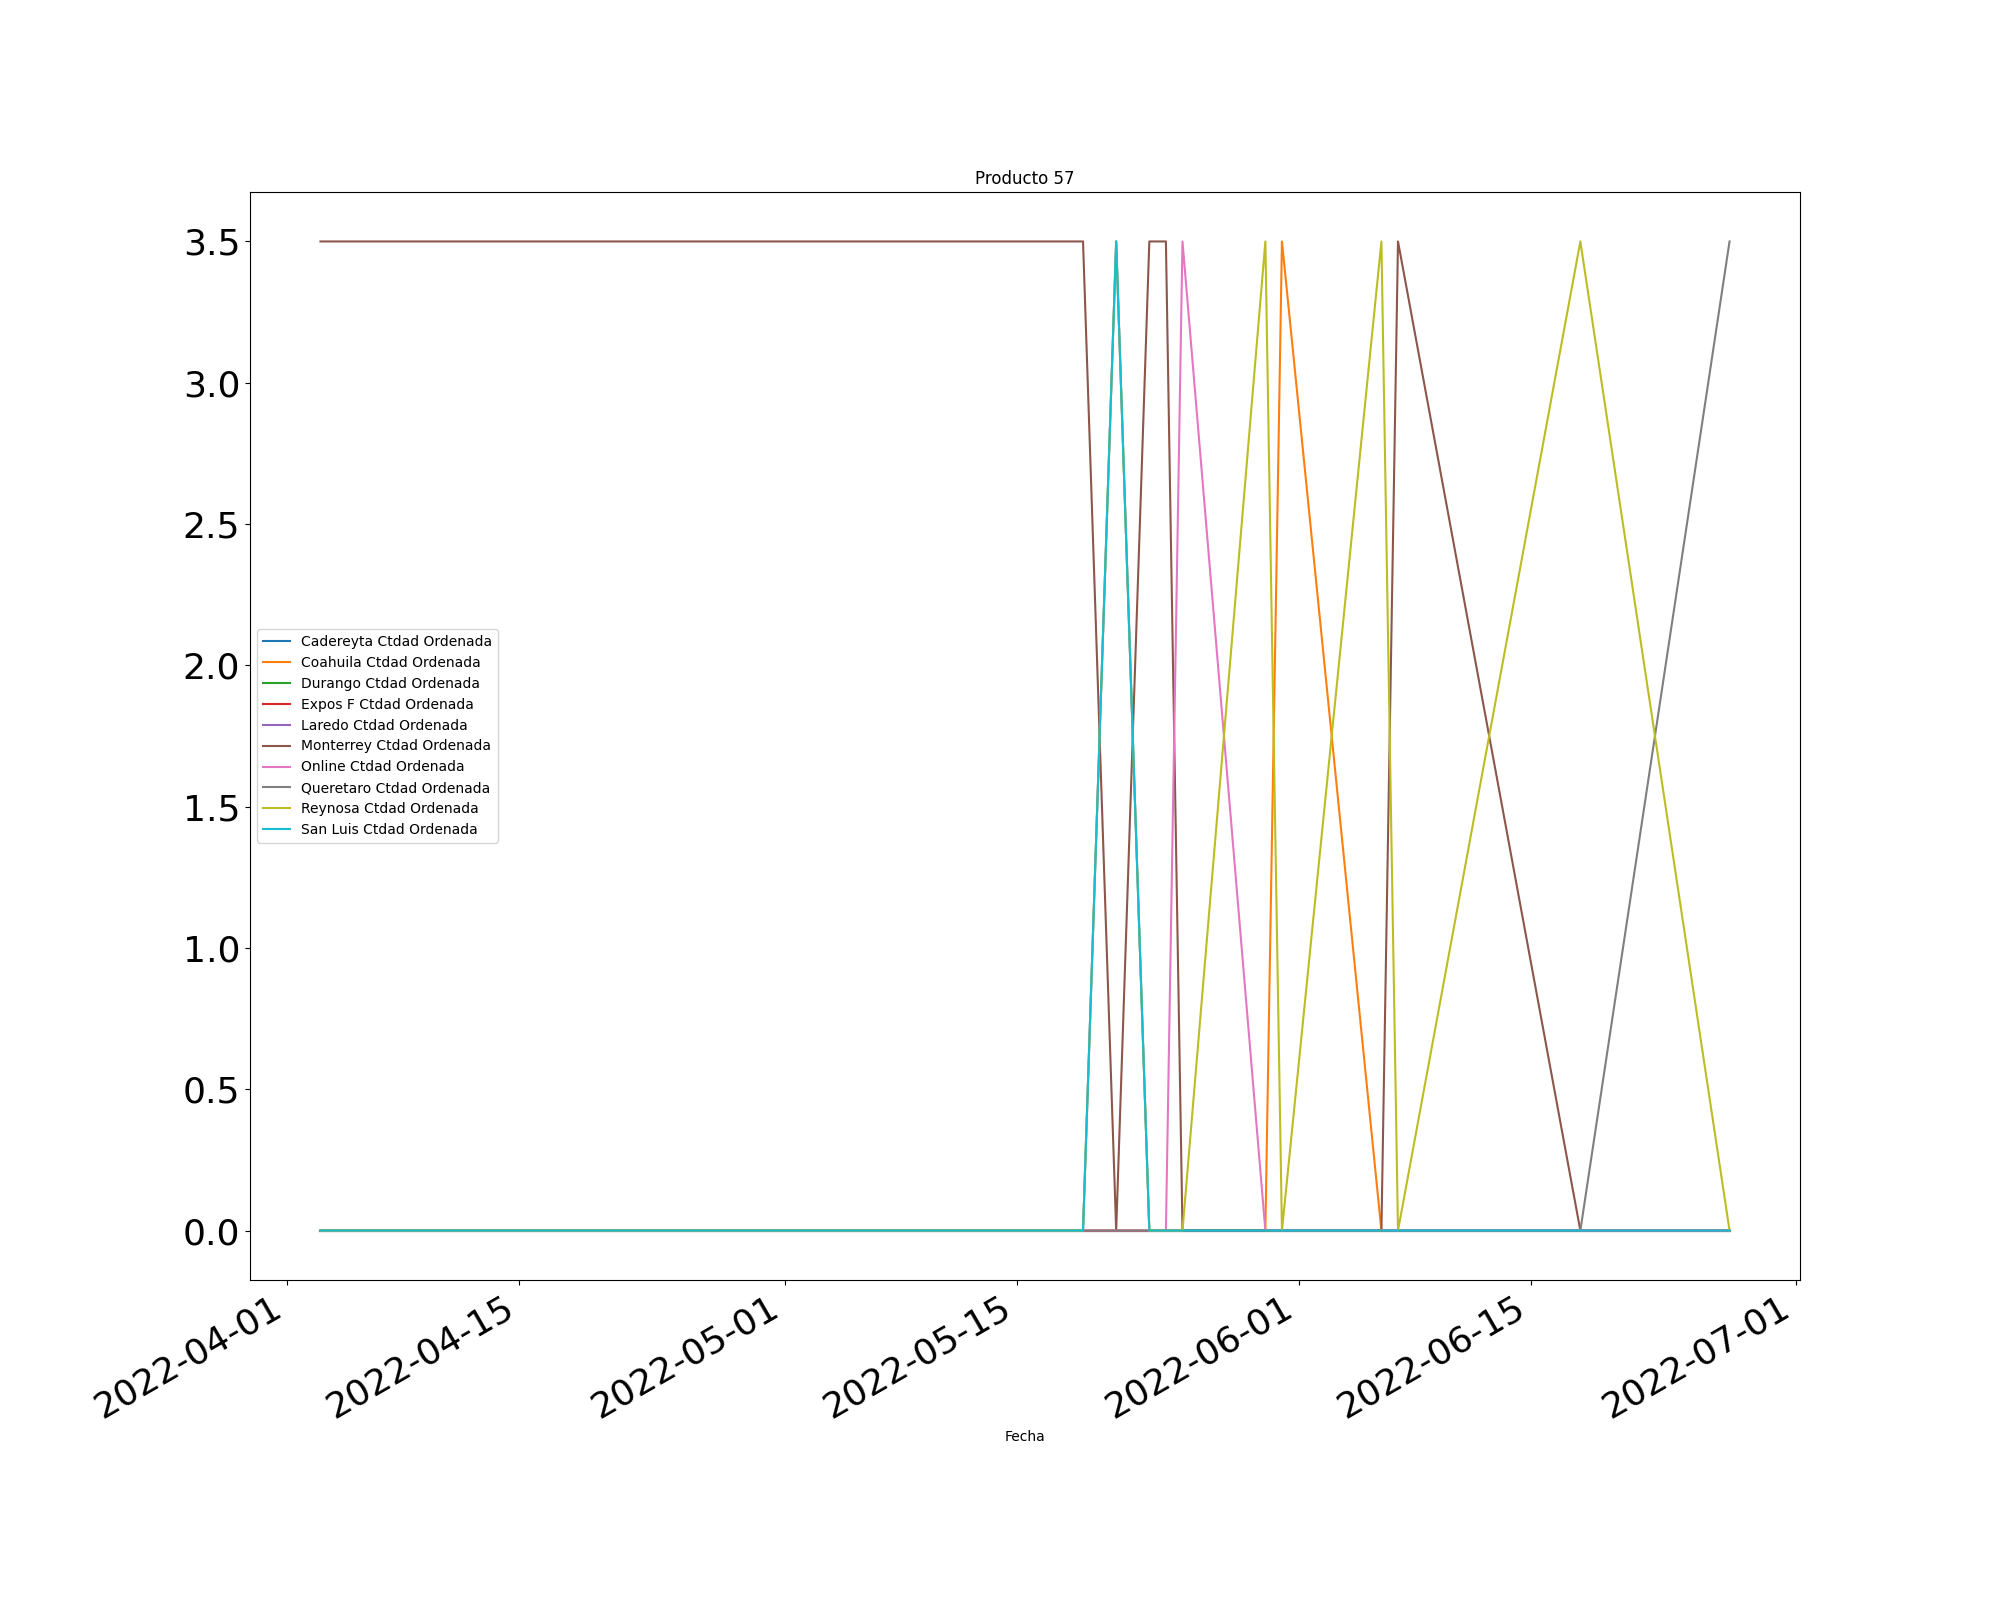 Producto 57
3.5
3.0
2.5
2.0
1.5
1.0
0.5
0.0
Cadereyta Ctdad Ordenada
Coahuila Ctdad Ordenada
Durango Ctdad Ordenada
Expos F Ctdad Ordenada
Laredo Ctdad Ordenada
Monterrey Ctdad Ordenada
Online Ctdad Ordenada
Queretaro Ctdad Ordenada
Reynosa Ctdad Ordenada
San Luis Ctdad Ordenada
2022-04-01
2022-04-15
2022-05-01
2022-05-15
2022-06-01
2022-06-15
2022-07-01
Fecha